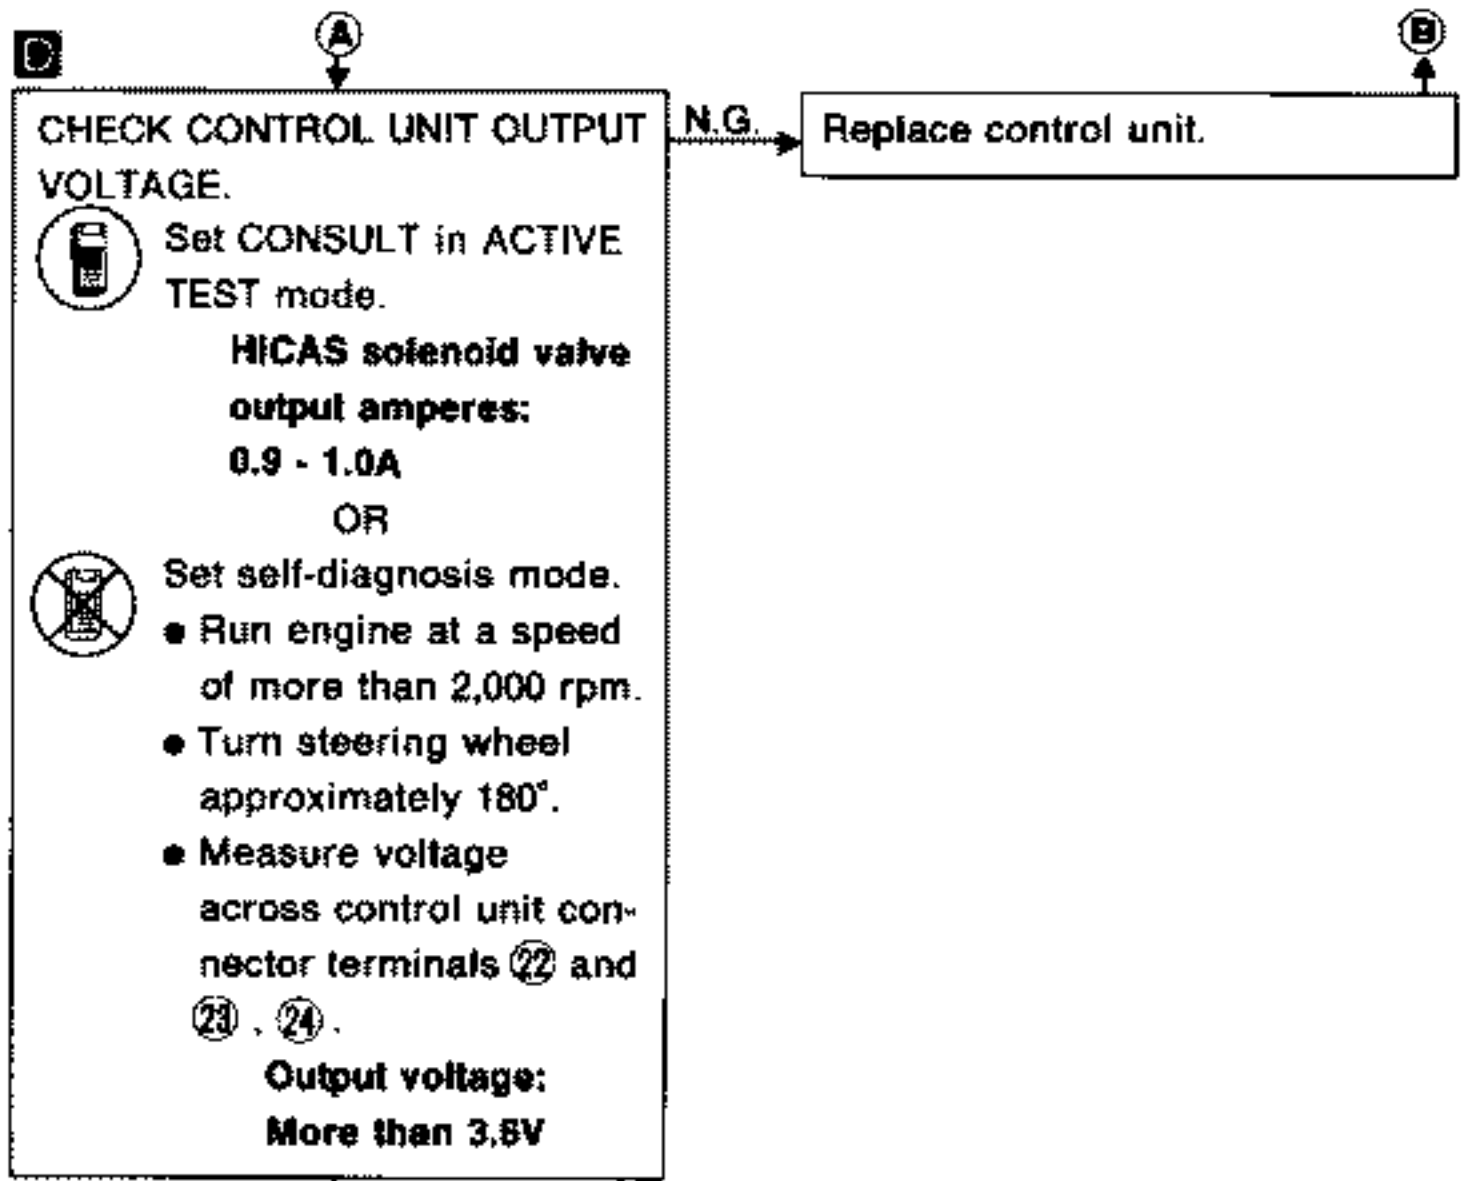 D
A
B
CHECK CONTROL UNIT OUTPUT
VOLTAGE.
N.G.
Replace control unit.
Set CONSULT in ACTIVE
TEST mode.
HICAS solenoid valve
output amperes:
0.9 - 1.0A
OR
Set self-diagnosis mode.
● Run engine at a speed
of more than 2,000 rpm.
● Turn steering wheel
approximately 180°.
● Measure voltage
across control unit con-
nector terminals ㉒ and
㉓ , ㉔ .
Output voltage:
More than